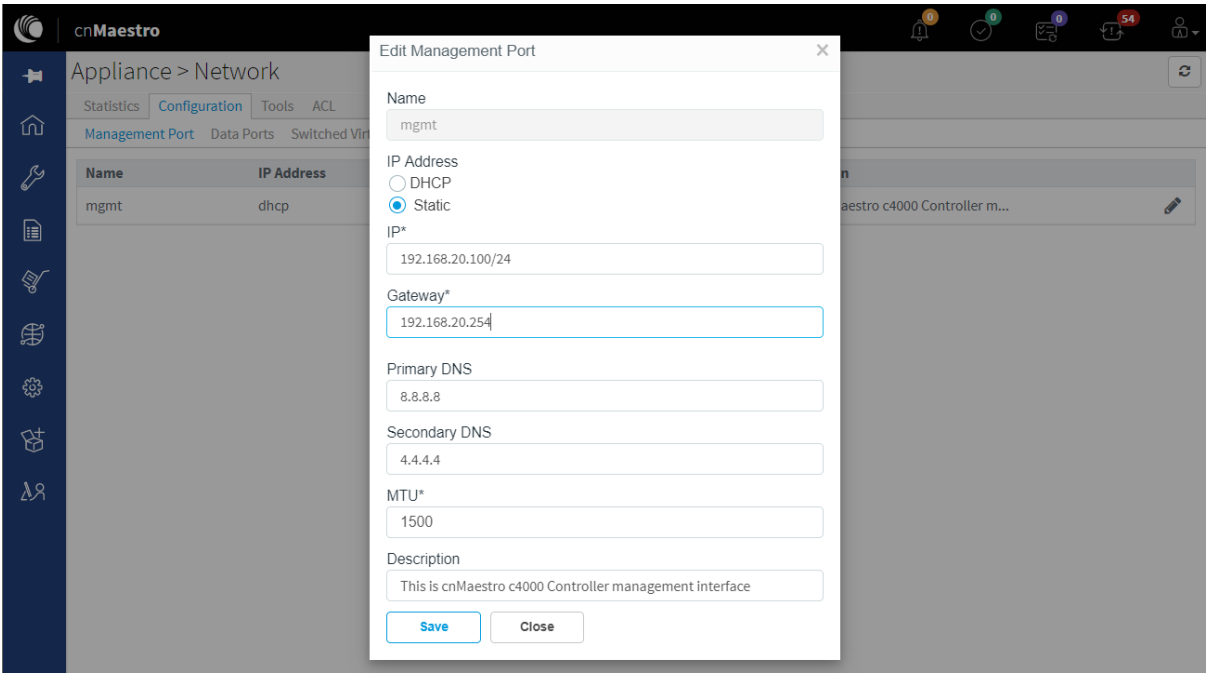 cnMaestro
0
0
0
54
Appliance > Network
Statistics Configuration Tools ACL
Management Port Data Ports Switched Virt
Name IP Address n
mgmt dhcp aestro c4000 Controller m...
Edit Management Port
Name
mgmt
IP Address
DHCP
Static
IP*
192.168.20.100/24
Gateway*
192.168.20.254
Primary DNS
8.8.8.8
Secondary DNS
4.4.4.4
MTU*
1500
Description
This is cnMaestro c4000 Controller management interface
Save Close